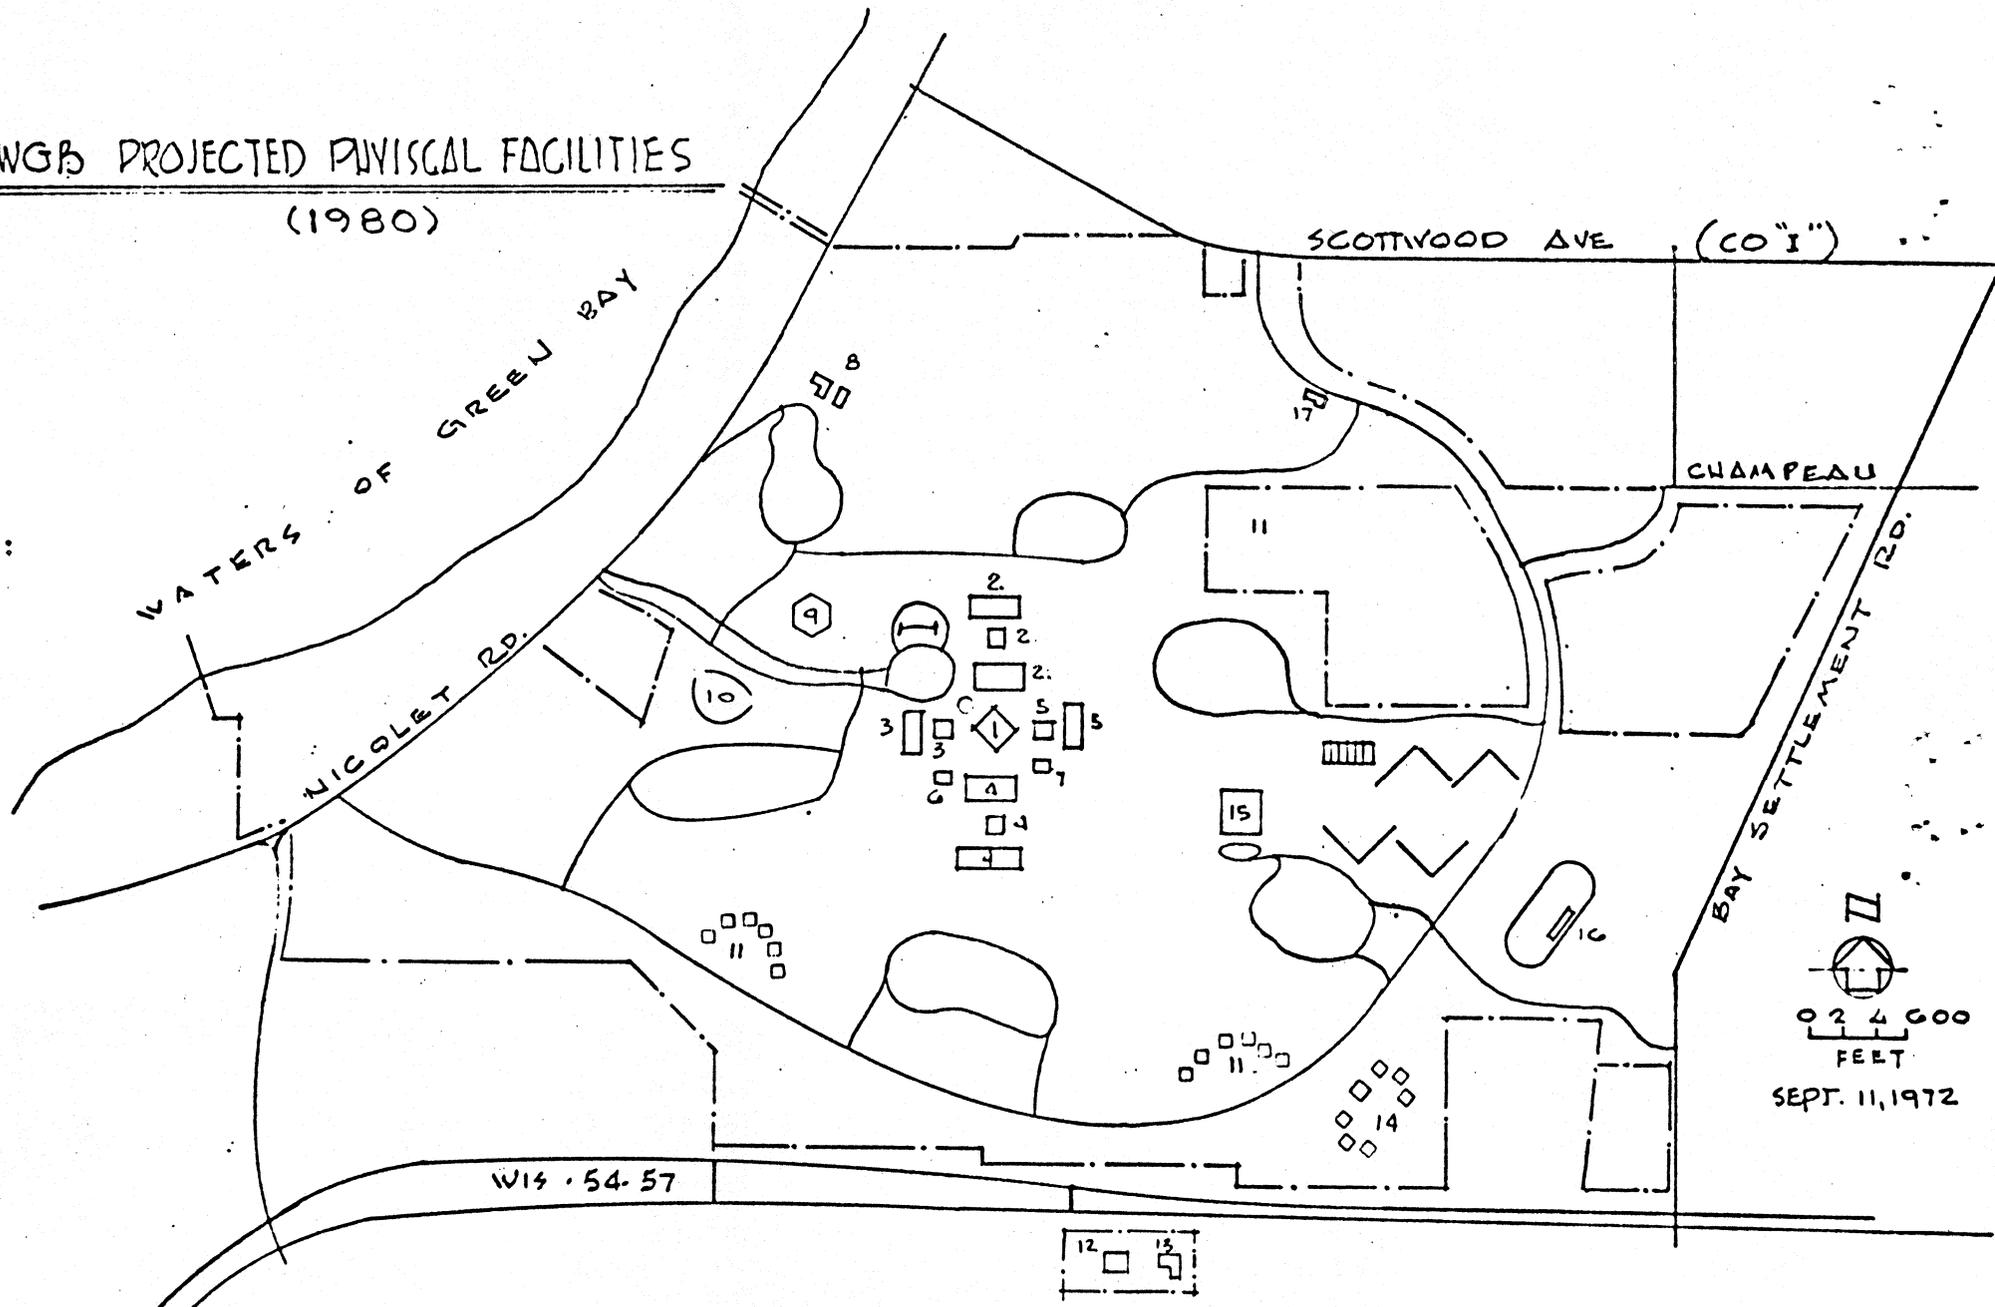 WGB PROJECTED PHYISCAL FACILITIES
(1980)
SCOTTWOOD AVE (CO "I")
WATERS OF GREEN BAY
8
17
CHAMPEAU
11
2.
9
2.
2.
NICOLET RD.
10
3
3
1
5
5
7
6
4
4
4
15
BAY SETTLEMENT RD.
11
16
N
0 2 4 600
FEET
SEPT. 11, 1972
11.
14
WIS. 54-57
12
13